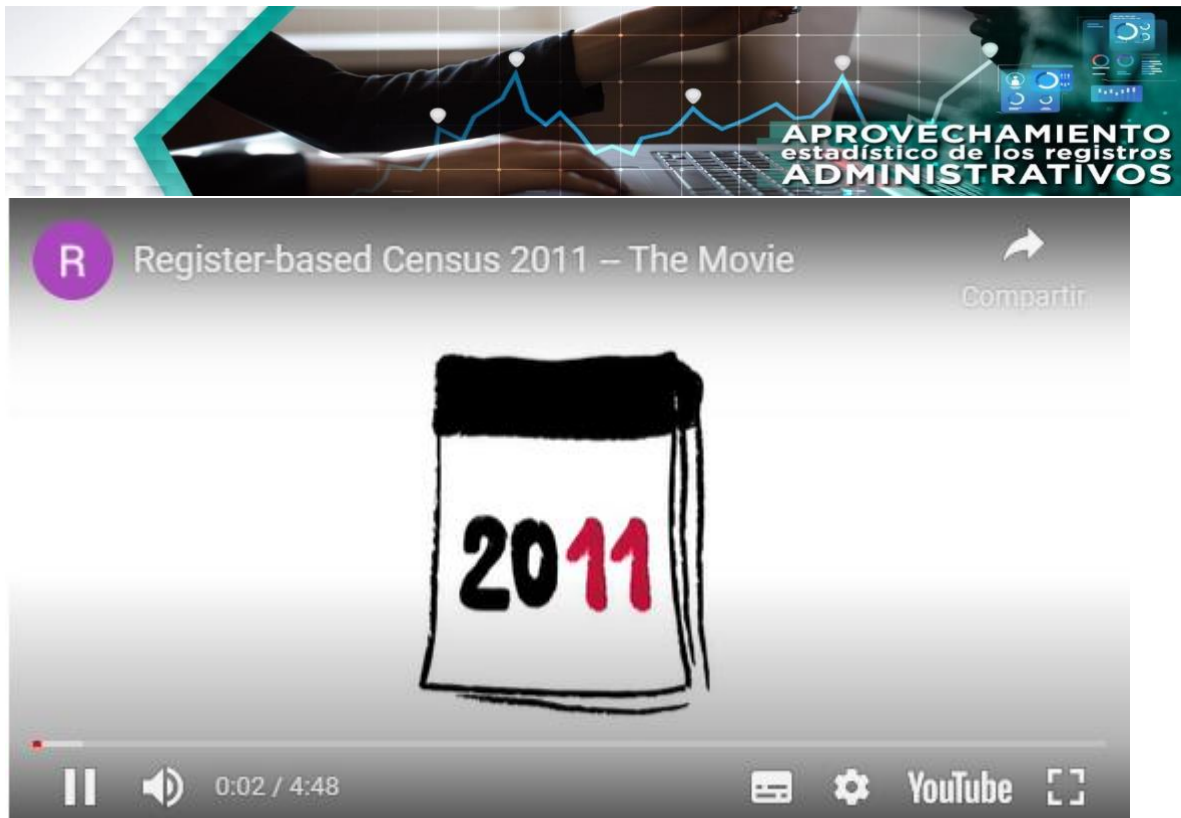 APROVECHAMIENTO
estadístico de los registros
ADMINISTRATIVOS
R
Register-based Census 2011 – The Movie
Compartir
2011
0:02 / 4:48
YouTube